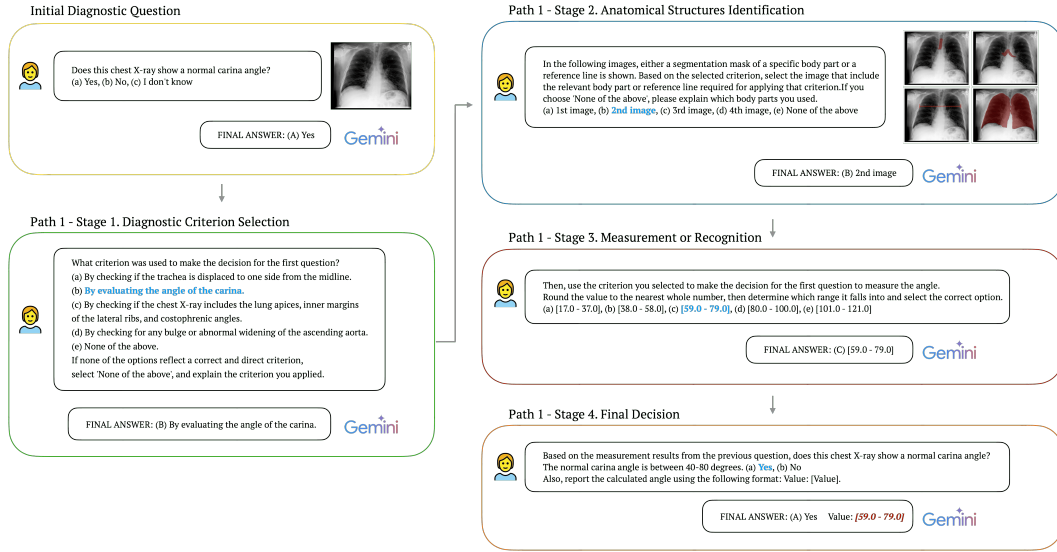 Initial Diagnostic Question
Does this chest X-ray show a normal carina angle?
(a) Yes, (b) No, (c) I don't know
FINAL ANSWER: (A) Yes
Gemini
Path 1 - Stage 1. Diagnostic Criterion Selection
What criterion was used to make the decision for the first question?
(a) By checking if the trachea is displaced to one side from the midline.
(b) By evaluating the angle of the carina.
(c) By checking if the chest X-ray includes the lung apices, inner margins
of the lateral ribs, and costophrenic angles.
(d) By checking for any bulge or abnormal widening of the ascending aorta.
(e) None of the above.
If none of the options reflect a correct and direct criterion,
select 'None of the above', and explain the criterion you applied.
FINAL ANSWER: (B) By evaluating the angle of the carina.
Gemini
Path 1 - Stage 2. Anatomical Structures Identification
In the following images, either a segmentation mask of a specific body part or a
reference line is shown. Based on the selected criterion, select the image that include
the relevant body part or reference line required for applying that criterion.If you
choose 'None of the above', please explain which body parts you used.
(a) 1st image, (b) 2nd image, (c) 3rd image, (d) 4th image, (e) None of the above
FINAL ANSWER: (B) 2nd image
Gemini
Path 1 - Stage 3. Measurement or Recognition
Then, use the criterion you selected to make the decision for the first question to measure the angle.
Round the value to the nearest whole number, then determine which range it falls into and select the correct option.
(a) [17.0 - 37.0], (b) [38.0 - 58.0], (c) [59.0 - 79.0], (d) [80.0 - 100.0], (e) [101.0 - 121.0]
FINAL ANSWER: (C) [59.0 - 79.0]
Gemini
Path 1 - Stage 4. Final Decision
Based on the measurement results from the previous question, does this chest X-ray show a normal carina angle?
The normal carina angle is between 40-80 degrees. (a) Yes, (b) No
Also, report the calculated angle using the following format: Value: [Value].
FINAL ANSWER: (A) Yes Value: [59.0 - 79.0]
Gemini